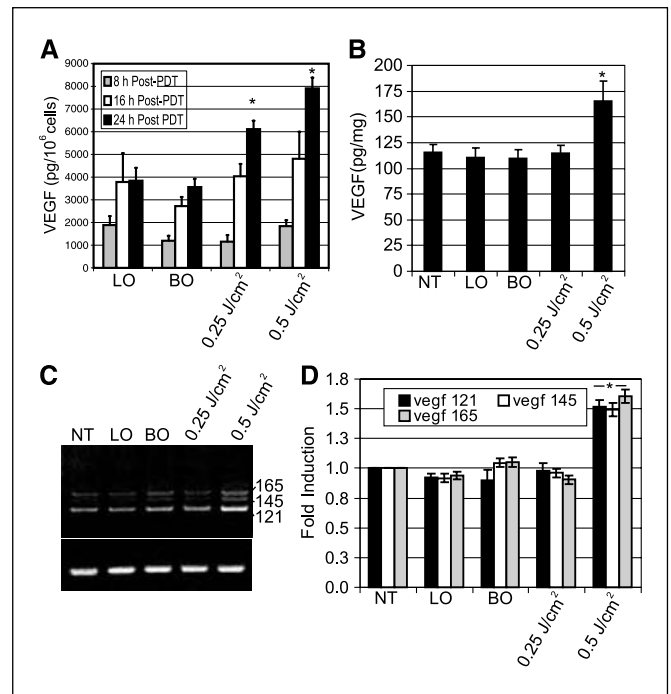 A
9000
8000
7000
6000
5000
4000
3000
2000
1000
0
VEGF (pg/10⁶ cells)
8 h Post-PDT
16 h Post-PDT
24 h Post PDT
*
*
LO
BO
0.25 J/cm²
0.5 J/cm²
B
200
175
150
125
100
75
50
25
0
VEGF(pg/mg)
*
NT
LO
BO
0.25 J/cm²
0.5 J/cm²
C
NT
LO
BO
0.25 J/cm²
0.5 J/cm²
165
145
121
D
1.8
1.5
1.3
1.0
0.8
0.5
0.3
0.0
Fold Induction
vegf 121
vegf 145
vegf 165
*
NT
LO
BO
0.25 J/cm²
0.5 J/cm²